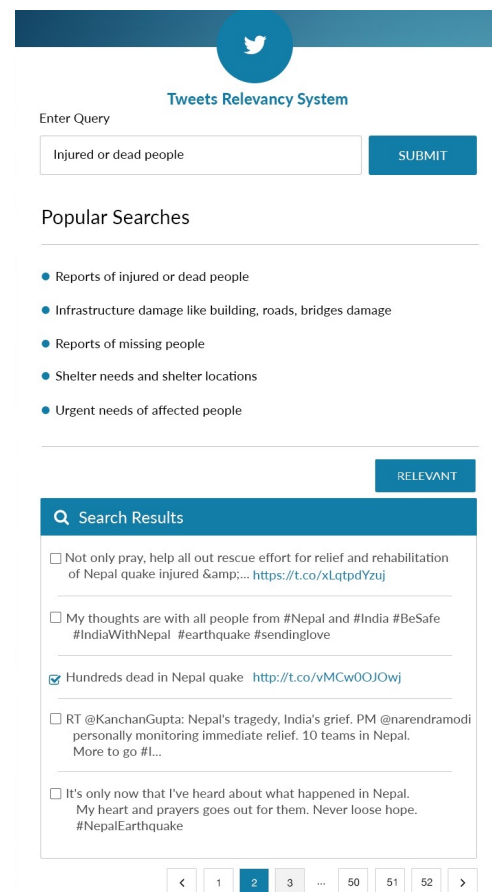 Tweets Relevancy System
Enter Query
Injured or dead people
SUBMIT
Popular Searches
Reports of injured or dead people
Infrastructure damage like building, roads, bridges damage
Reports of missing people
Shelter needs and shelter locations
Urgent needs of affected people
RELEVANT
Search Results
Not only pray, help all out rescue effort for relief and rehabilitation
of Nepal quake injured &amp;... https://t.co/xLqtpdYzuj
My thoughts are with all people from #Nepal and #India #BeSafe
#IndiaWithNepal #earthquake #sendinglove
Hundreds dead in Nepal quake http://t.co/vMCw0OJOwj
RT @KanchanGupta: Nepal's tragedy, India's grief. PM @narendramodi
personally monitoring immediate relief. 10 teams in Nepal.
More to go #I...
It's only now that I've heard about what happened in Nepal.
My heart and prayers goes out for them. Never loose hope.
#NepalEarthquake
< 1 2 3 ... 50 51 52 >